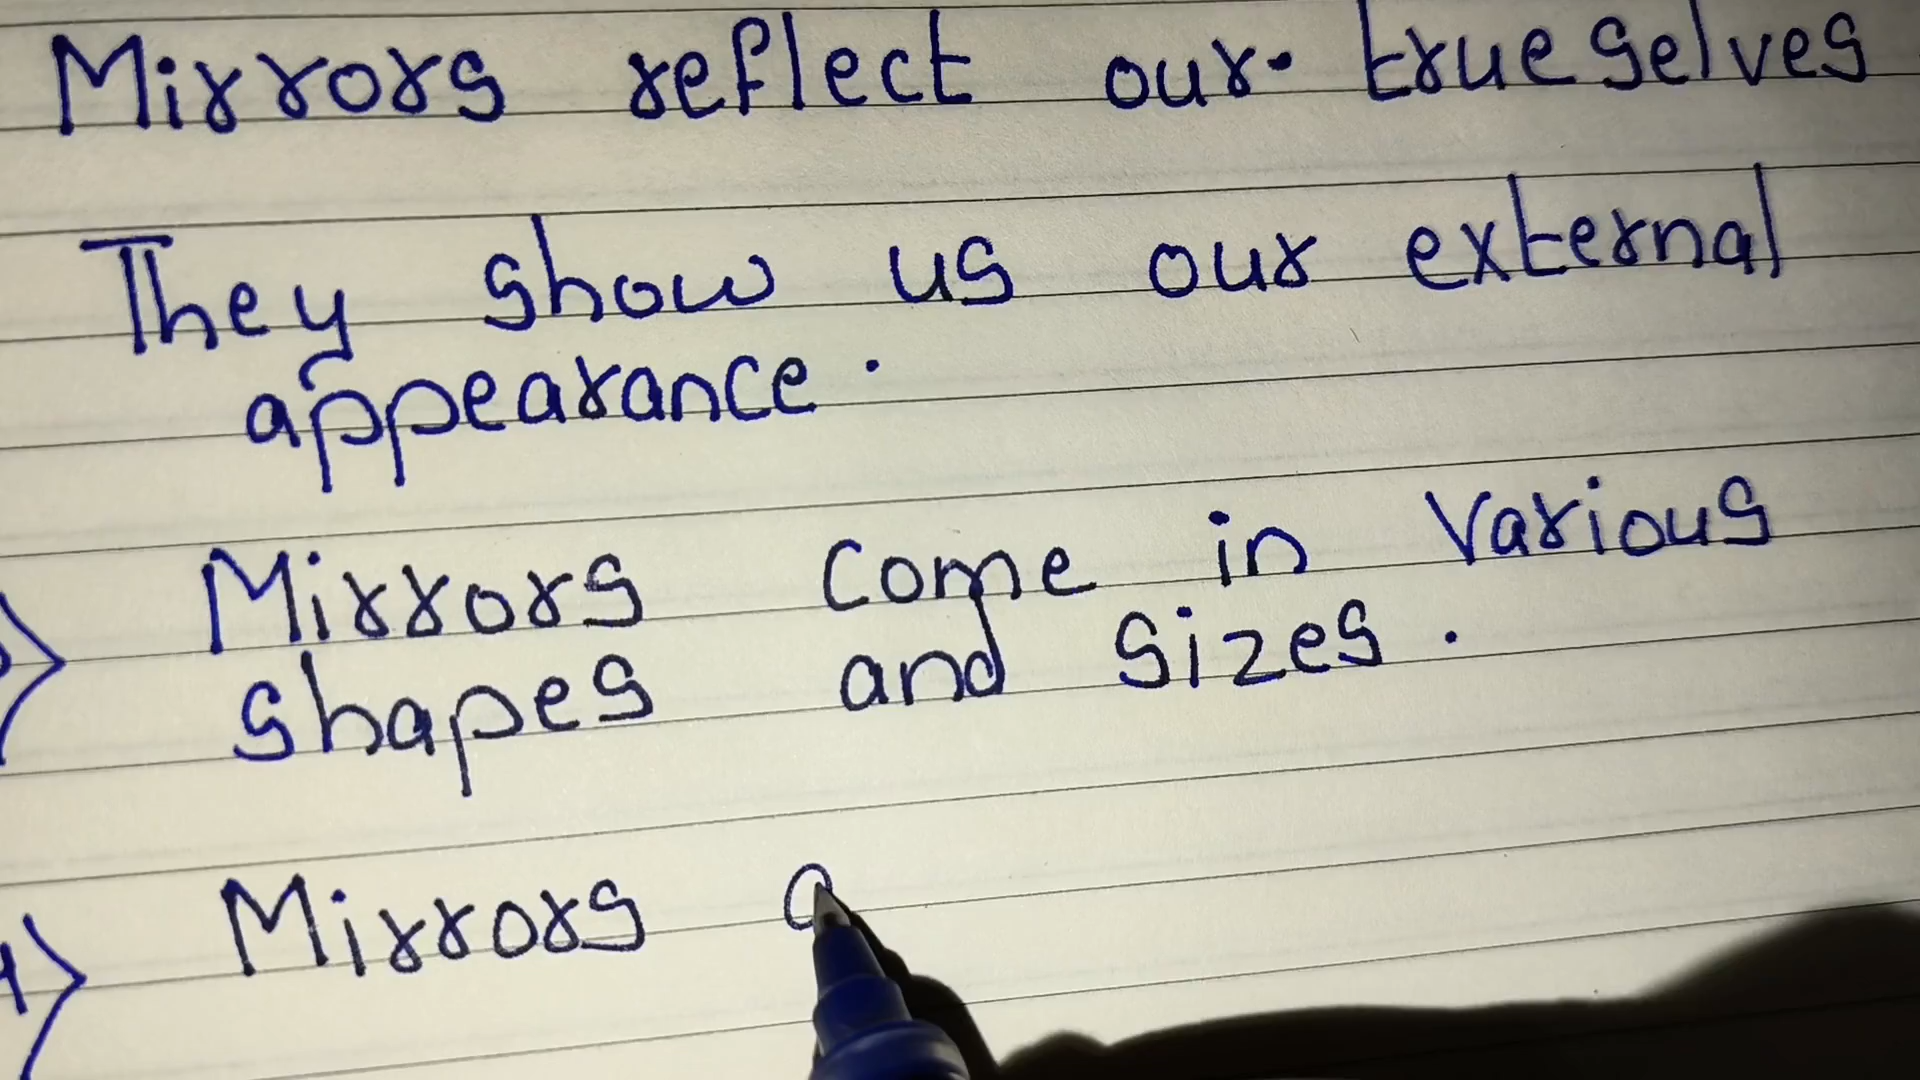 Mirrors reflect our. true selves
They show us our external
appearance.
Mirrors come in various
shapes and sizes.
4) Mirrors